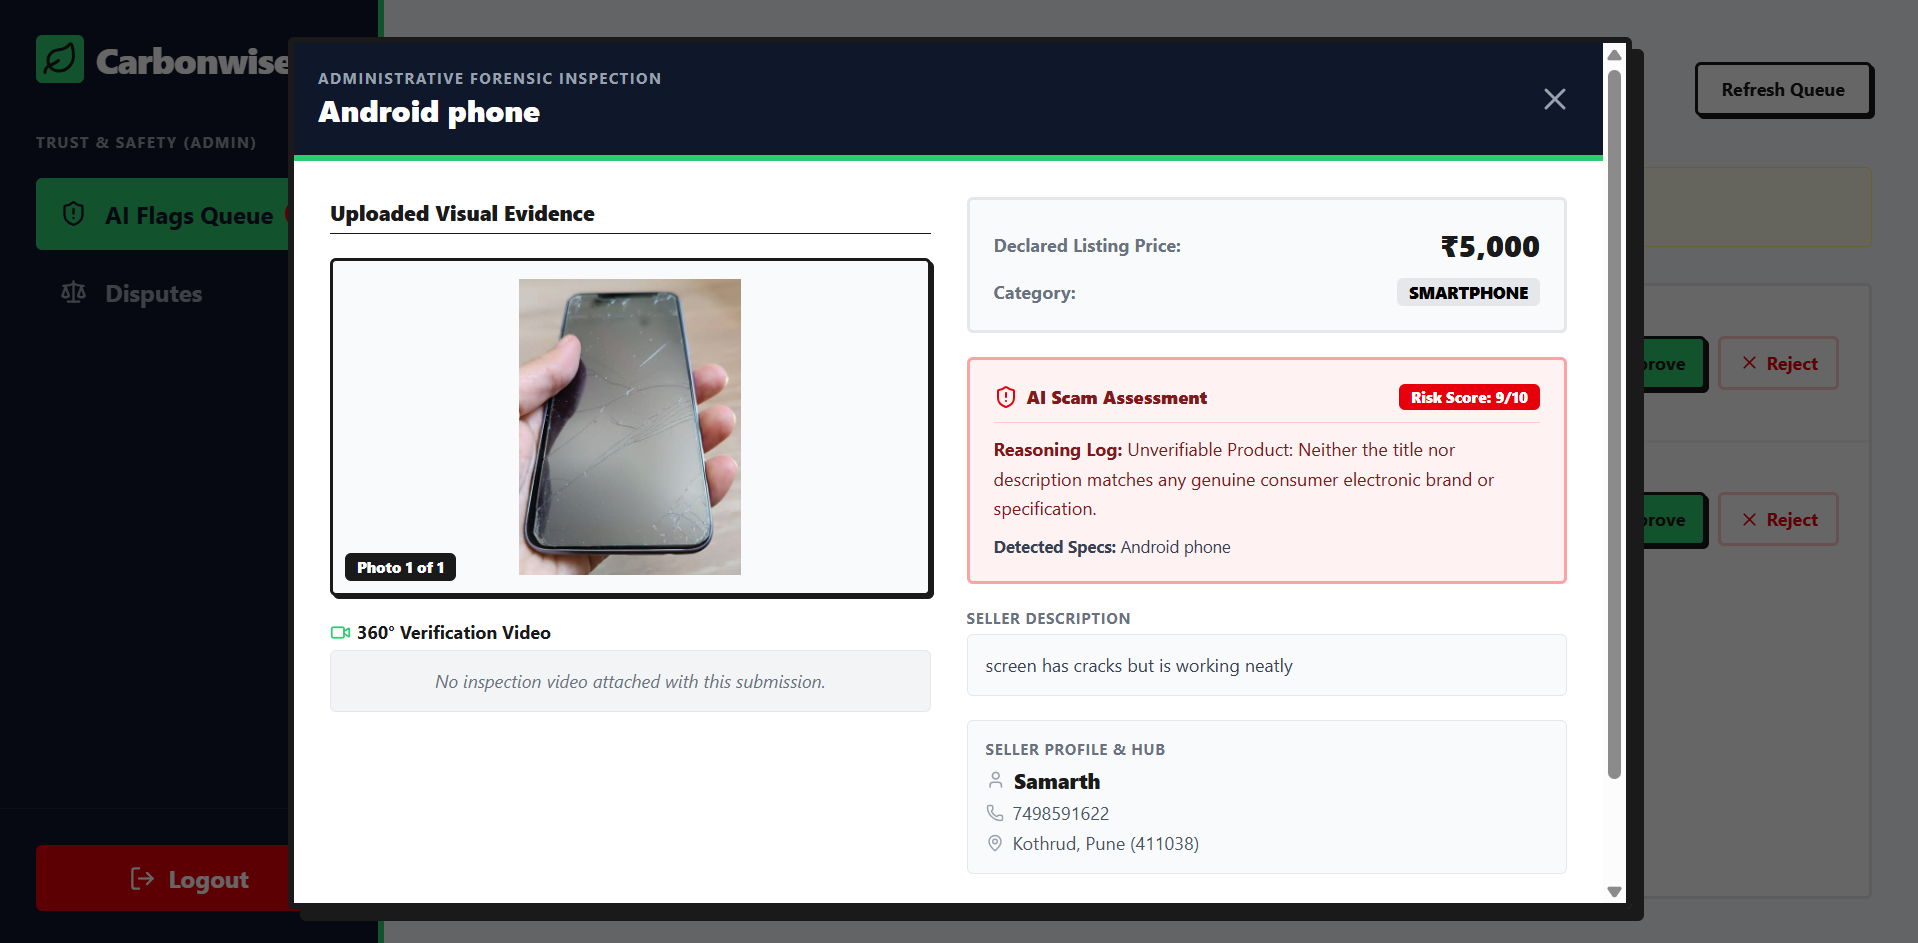 Carbonwise
TRUST & SAFETY (ADMIN)
AI Flags Queue
Disputes
Logout
ADMINISTRATIVE FORENSIC INSPECTION
Android phone
Uploaded Visual Evidence
Photo 1 of 1
360° Verification Video
No inspection video attached with this submission.
Declared Listing Price:
₹5,000
Category:
SMARTPHONE
AI Scam Assessment
Risk Score: 9/10
Reasoning Log: Unverifiable Product: Neither the title nor
description matches any genuine consumer electronic brand or
specification.
Detected Specs: Android phone
SELLER DESCRIPTION
screen has cracks but is working neatly
SELLER PROFILE & HUB
Samarth
7498591622
Kothrud, Pune (411038)
Refresh Queue
Reject
Reject